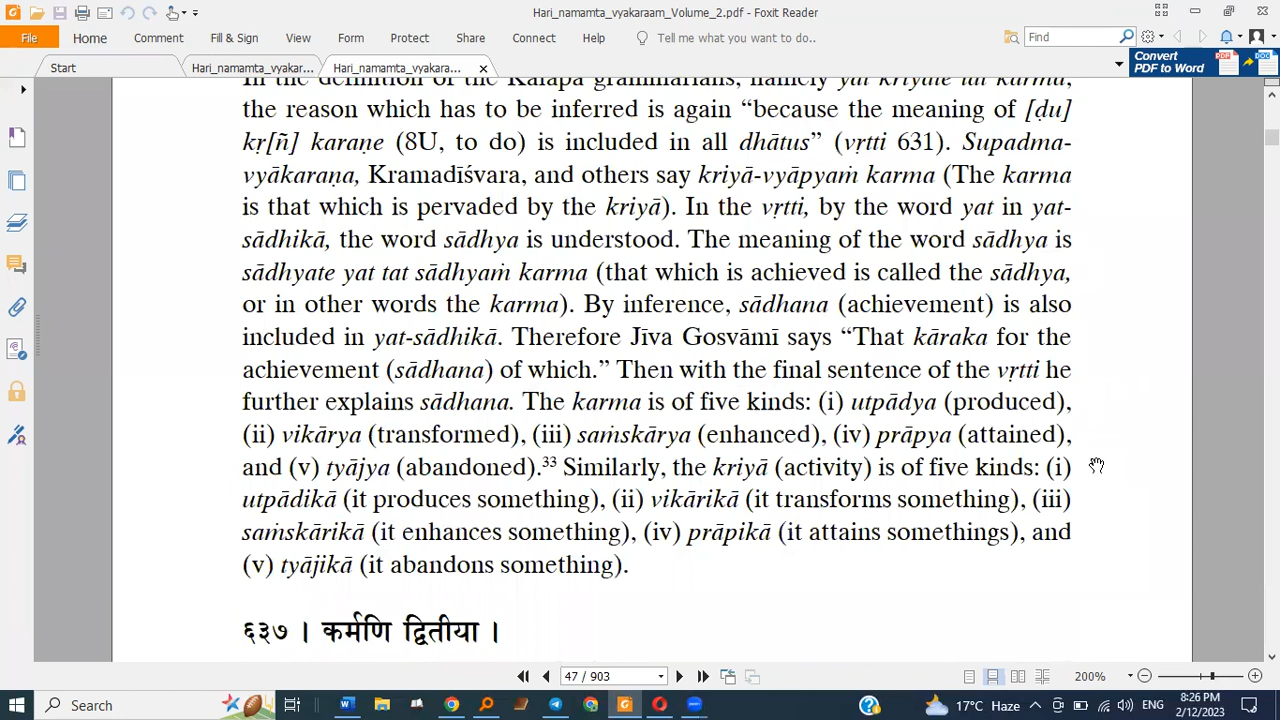 Hari_namamta_vyakaraam_Volume_2.pdf - Foxit Reader
File Home Comment Fill & Sign View Form Protect Share Connect Help Tell me what you want to do... Find
Start Hari_namamta_vyakar... Hari_namamta_vyakara...
Convert
PDF to Word
the reason which has to be inferred is again “because the meaning of [ḍu]
kṛ[ñ] karaṇe (8U, to do) is included in all dhātus” (vṛtti 631). Supadma-
vyākaraṇa, Kramadīśvara, and others say kriyā-vyāpyaṁ karma (The karma
is that which is pervaded by the kriyā). In the vṛtti, by the word yat in yat-
sādhikā, the word sādhya is understood. The meaning of the word sādhya is
sādhyate yat tat sādhyaṁ karma (that which is achieved is called the sādhya,
or in other words the karma). By inference, sādhana (achievement) is also
included in yat-sādhikā. Therefore Jīva Gosvāmī says “That kāraka for the
achievement (sādhana) of which.” Then with the final sentence of the vṛtti he
further explains sādhana. The karma is of five kinds: (i) utpādya (produced),
(ii) vikārya (transformed), (iii) saṁskārya (enhanced), (iv) prāpya (attained),
and (v) tyājya (abandoned).³³ Similarly, the kriyā (activity) is of five kinds: (i)
utpādikā (it produces something), (ii) vikārikā (it transforms something), (iii)
saṁskārikā (it enhances something), (iv) prāpikā (it attains somethings), and
(v) tyājikā (it abandons something).
६३७ । कर्मणि द्वितीया ।
47 / 903 200%
Search 17°C Haze ENG 8:26 PM
2/12/2023